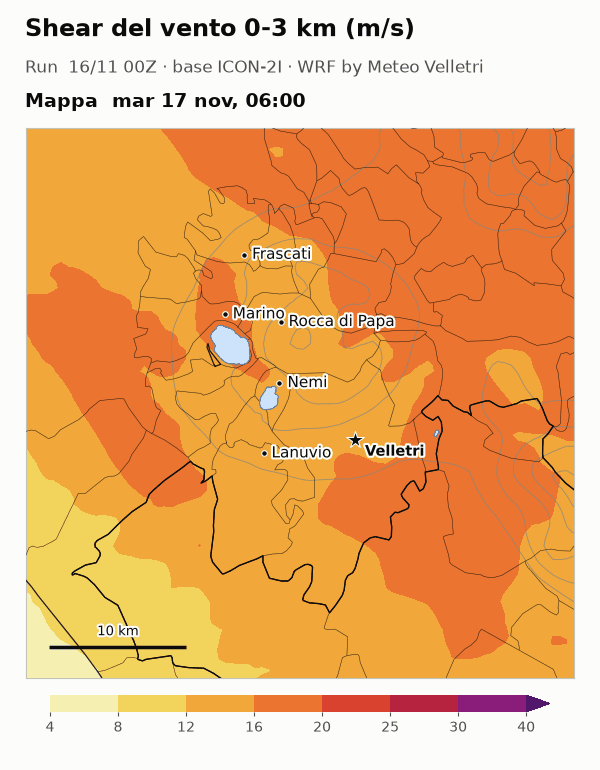 Shear del vento 0-3 km (m/s)
Run  16/11 00Z · base ICON-2I · WRF by Meteo Velletri
Mappa  mar 17 nov, 06:00
Frascati
Marino
Rocca di Papa
Nemi
Velletri
Lanuvio
10 km
4 8 12 16 20 25 30 40